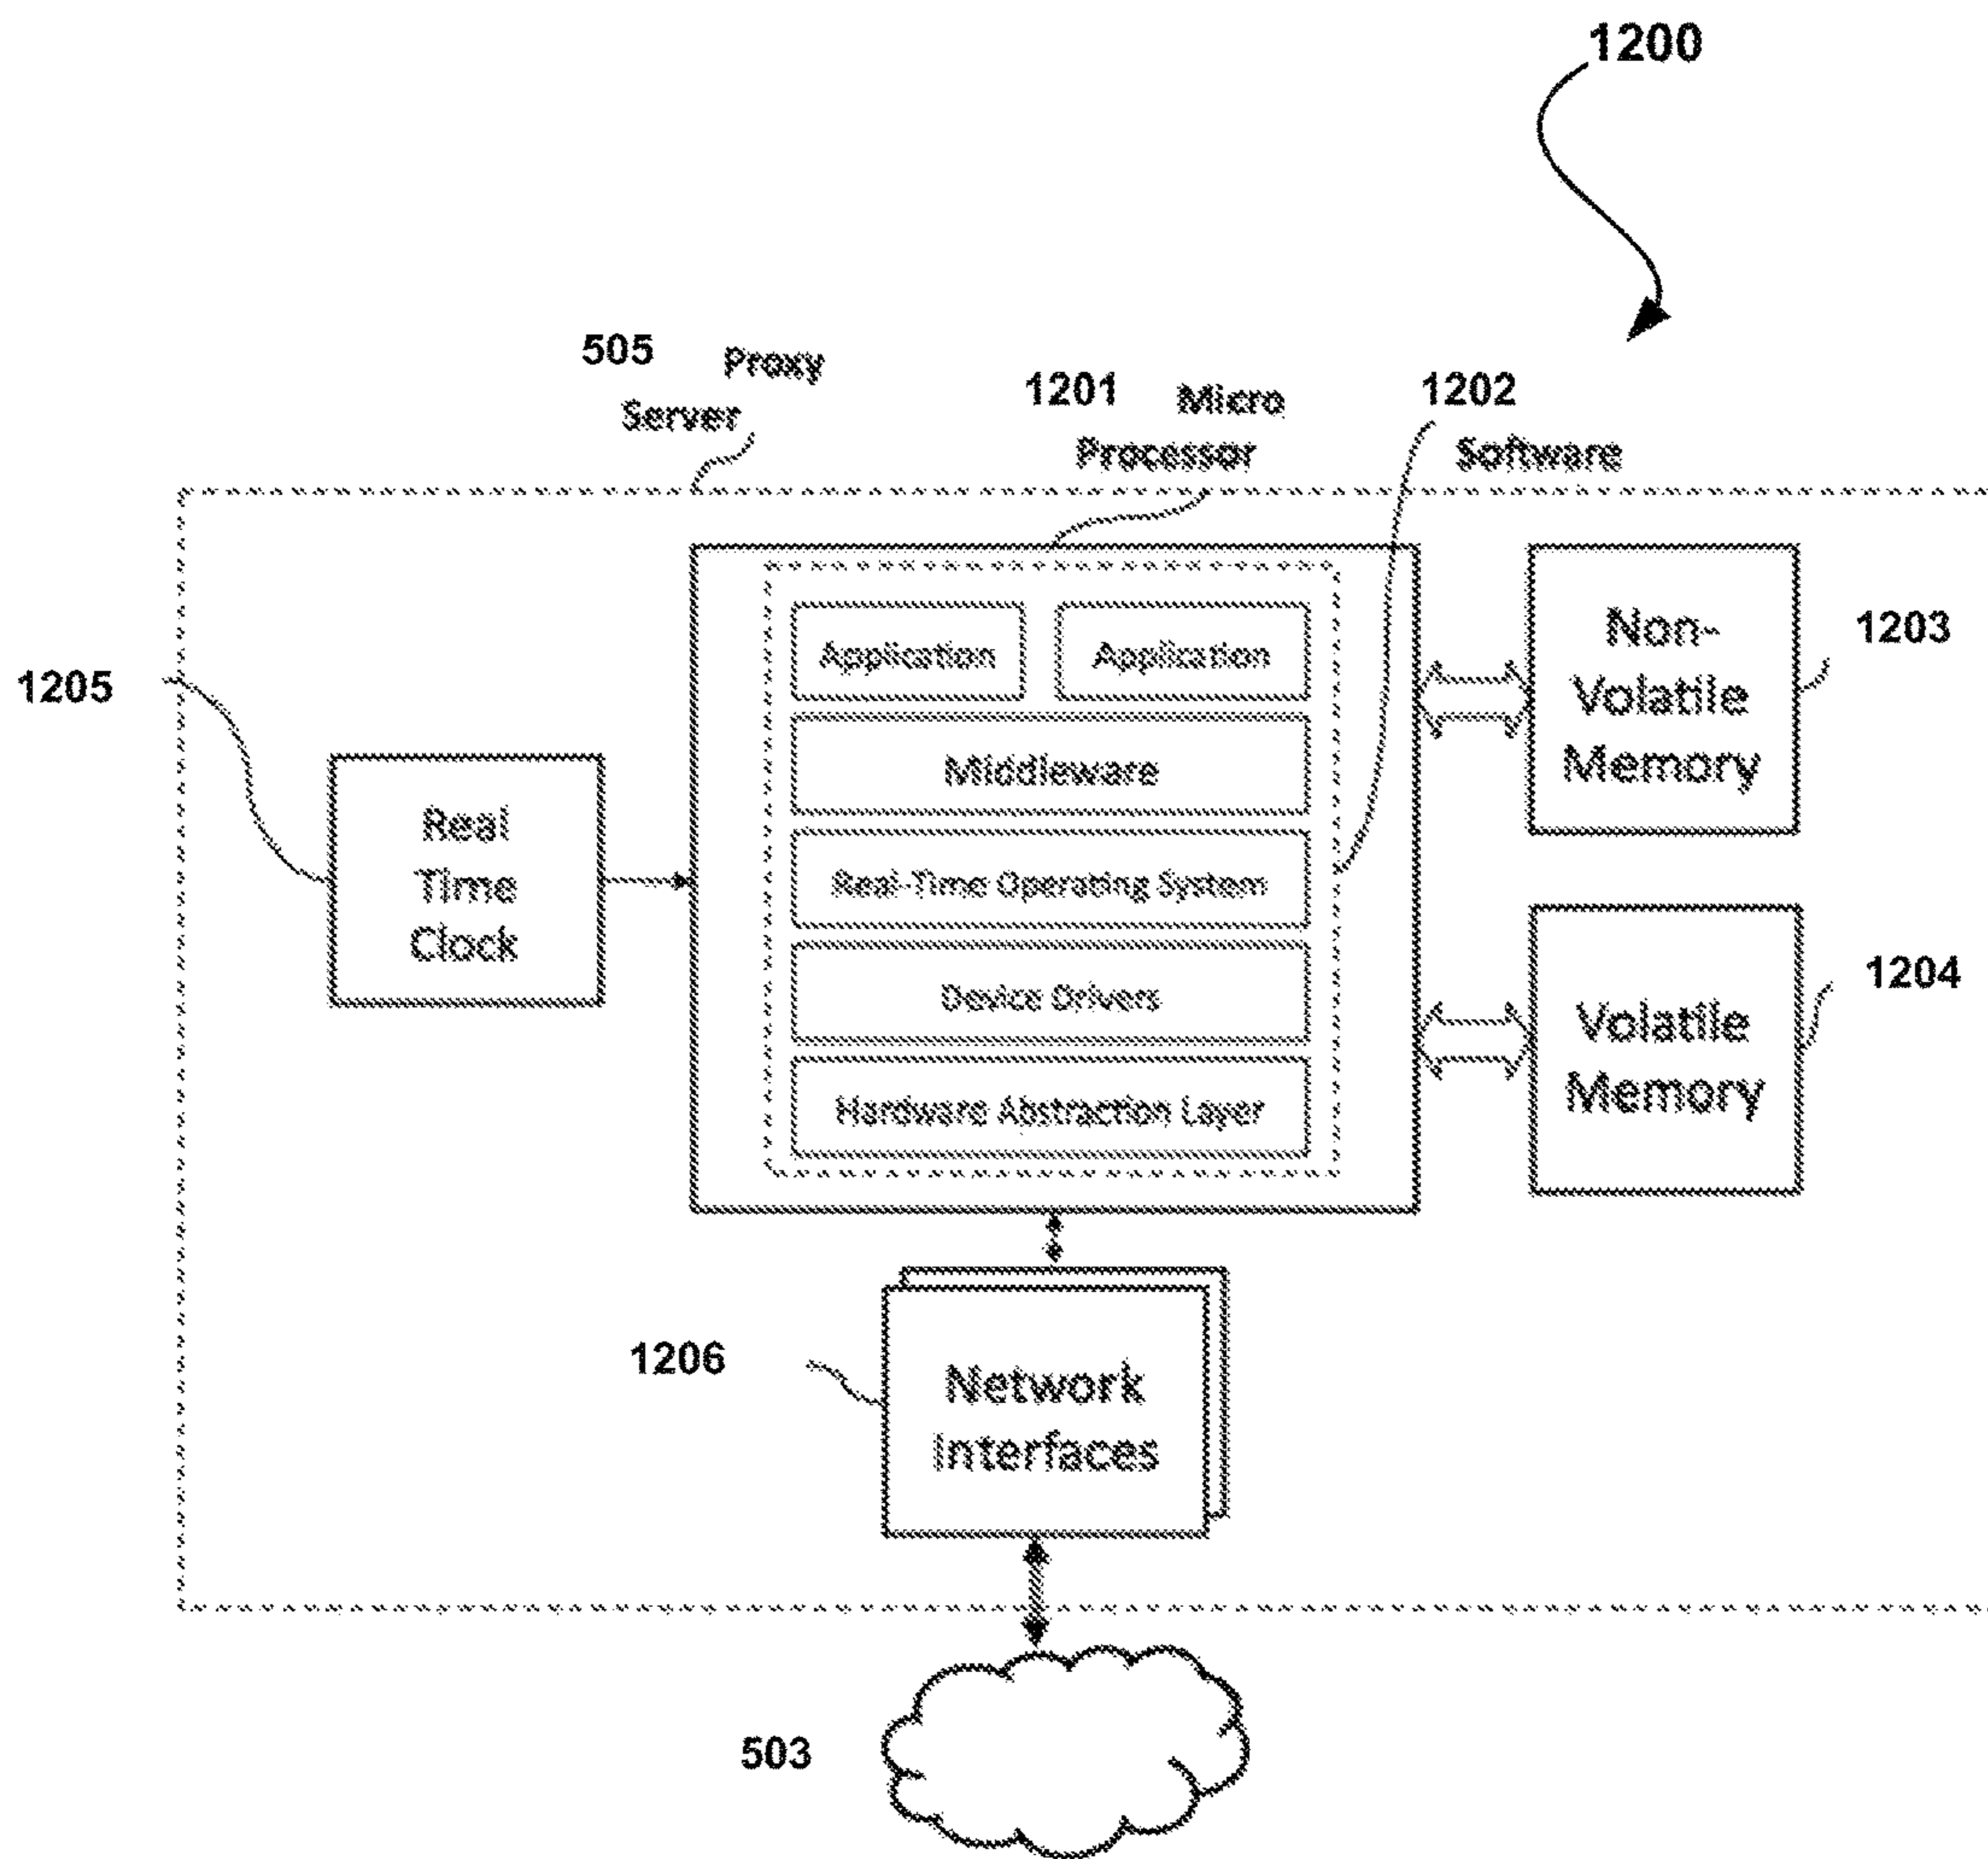 1200
505 Proxy
Server
1201 Micro
Processor
1202
Software
Application
Application
Middleware
Real-Time Operating System
Device Drivers
Hardware Abstraction Layer
Non-
Volatile
Memory
1203
1205
Real
Time
Clock
Volatile
Memory
1204
1206
Network
Interfaces
503